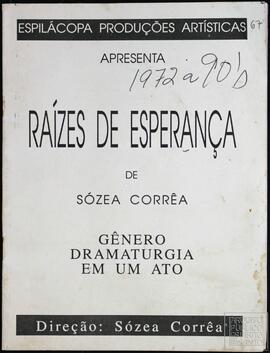 ESPILÁCOPA PRODUÇÕES ARTÍSTICAS
67
APRESENTA
1972 a 90's
RAÍZES DE ESPERANÇA
DE
SÓZEA CORRÊA
GÊNERO
DRAMATURGIA
EM UM ATO
Direção: Sózea Corrêa